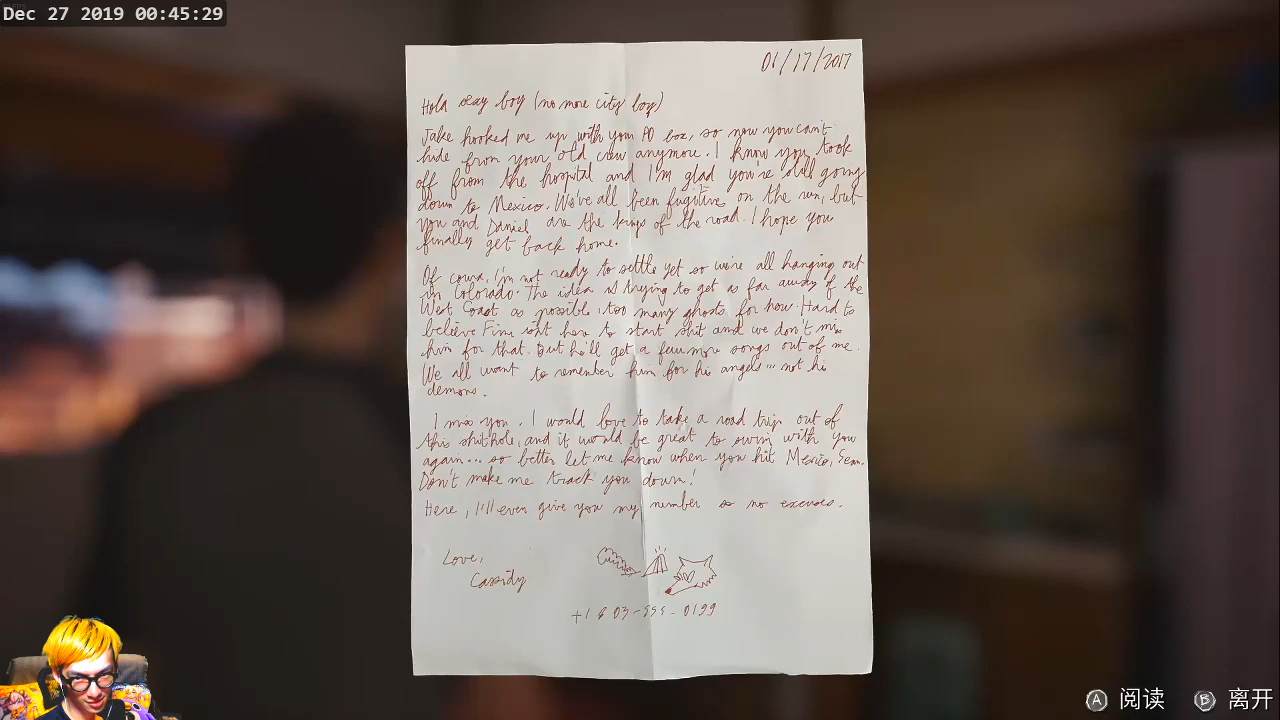 Dec 27 2019 00:45:29
01/17/2017
Hola sexy boy (no more city boy)
Jake hooked me up with your PO box, so now you can't
hide from your old crew anymore. I know you took
off from the hospital and I'm glad you're still going
down to Mexico. We've all been fugitives on the run, but
you and Daniel are the kings of the road. I hope you
finally get back home.
Of course, I'm not ready to settle yet so we're all hanging out
in Colorado. The idea is trying to get as far away of the
West Coast as possible, too many ghosts for now. Hard to
believe Finn isn't here to start shit and we don't miss
him for that. But he'll get a few more songs out of me.
We all want to remember him for his angels... not his
demons.
I miss you. I would love to take a road trip out of
this shithole, and it would be great to swim with you
again... so better let me know when you hit Mexico, Sean.
Don't make me track you down!
Here, I'll even give you my number so no excuses.
Love,
Cassidy
+1 603-555-0199
A 阅读 B 离开